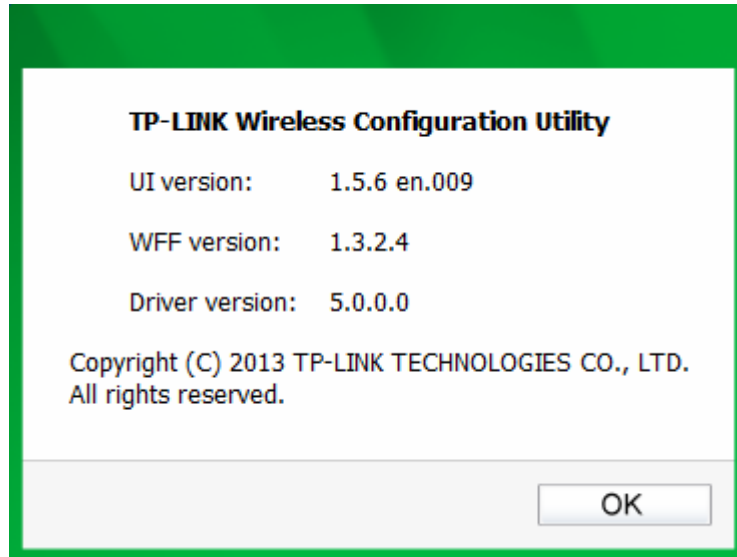 TP-LINK Wireless Configuration Utility
UI version: 1.5.6 en.009
WFF version: 1.3.2.4
Driver version: 5.0.0.0
Copyright (C) 2013 TP-LINK TECHNOLOGIES CO., LTD.
All rights reserved.
OK